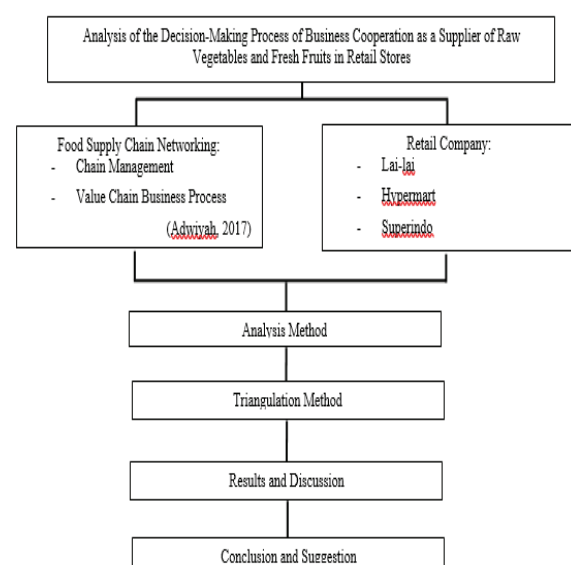 Analysis of the Decision-Making Process of Business Cooperation as a Supplier of Raw
Vegetables and Fresh Fruits in Retail Stores
Food Supply Chain Networking:
- Chain Management
- Value Chain Business Process
(Adwiyah, 2017)
Retail Company:
- Lai-lai
- Hypermart
- Superindo
Analysis Method
Triangulation Method
Results and Discussion
Conclusion and Suggestion